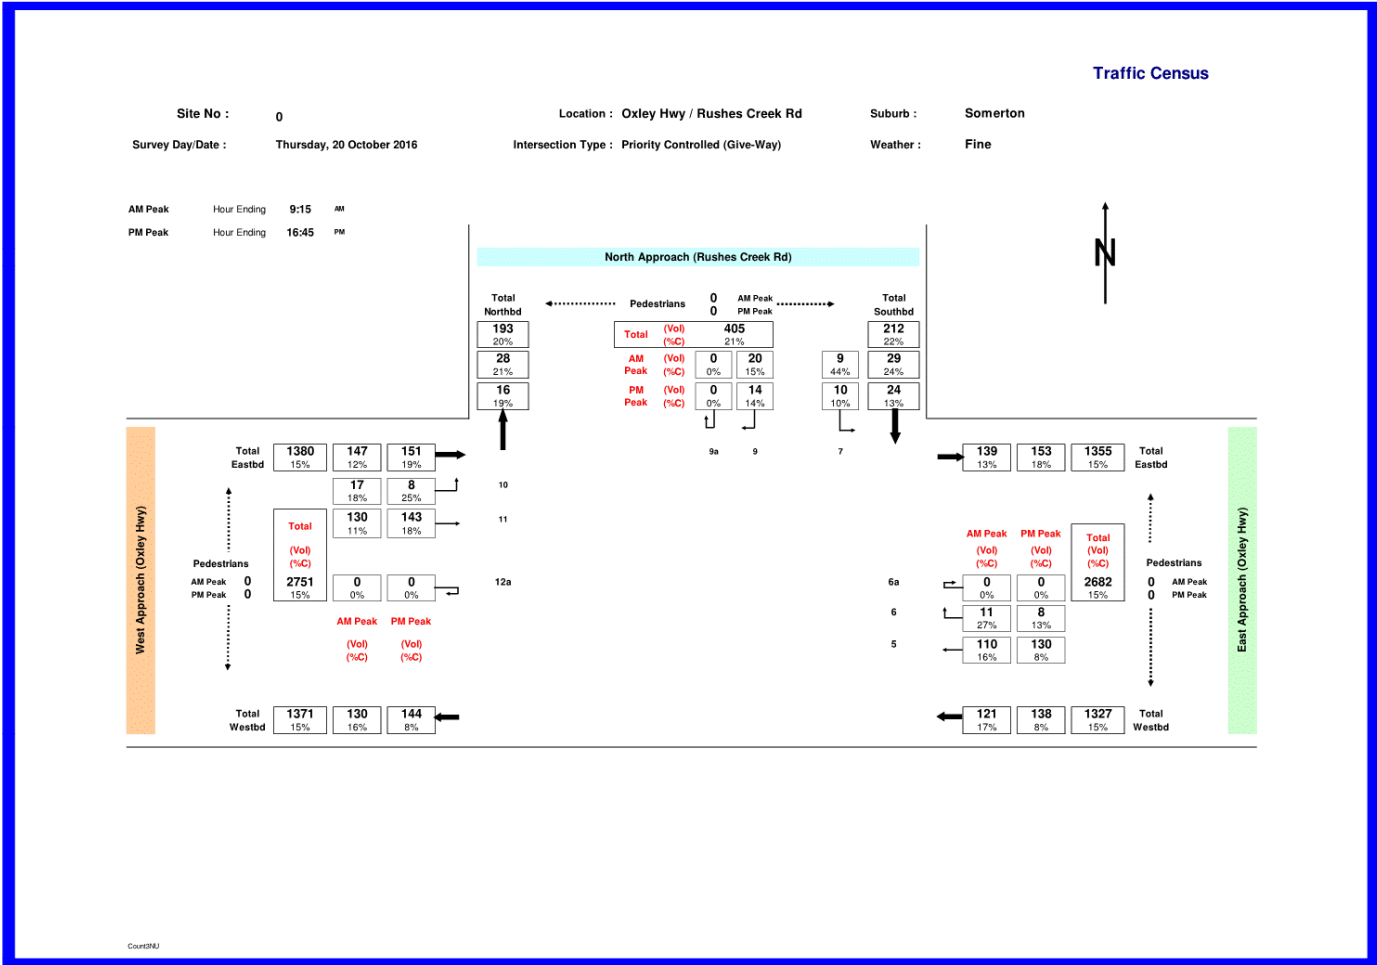 Traffic Census
Site No : 0 Location : Oxley Hwy / Rushes Creek Rd Suburb : Somerton
Survey Day/Date : Thursday, 20 October 2016 Intersection Type : Priority Controlled (Give-Way) Weather : Fine
AM Peak Hour Ending 9:15 AM
PM Peak Hour Ending 16:45 PM
N
North Approach (Rushes Creek Rd)
Total Northbd
193
20%
28
21%
16
19%
Pedestrians
0 AM Peak
0 PM Peak
Total (Vol) 405
(%C) 21%
AM Peak (Vol) 0 20 9
(%C) 0% 15% 44%
PM Peak (Vol) 0 14 10
(%C) 0% 14% 10%
9a 9 7
Total Southbd
212
22%
29
24%
24
13%
West Approach (Oxley Hwy)
Total Eastbd
1380 147 151
15% 12% 19%
17 8 10
18% 25%
130 143 11
11% 18%
Total
(Vol)
(%C)
2751 0 0 12a
15% 0% 0%
Pedestrians
AM Peak 0
PM Peak 0
AM Peak PM Peak
(Vol) (Vol)
(%C) (%C)
Total Westbd
1371 130 144
15% 16% 8%
139 153 1355
13% 18% 15%
Total Eastbd
AM Peak PM Peak Total
(Vol) (Vol) (Vol)
(%C) (%C) (%C)
6a 0 0 2682
0% 0% 15%
6 11 8
27% 13%
5 110 130
16% 8%
Pedestrians
0 AM Peak
0 PM Peak
121 138 1327
17% 8% 15%
Total Westbd
East Approach (Oxley Hwy)
Count3NU